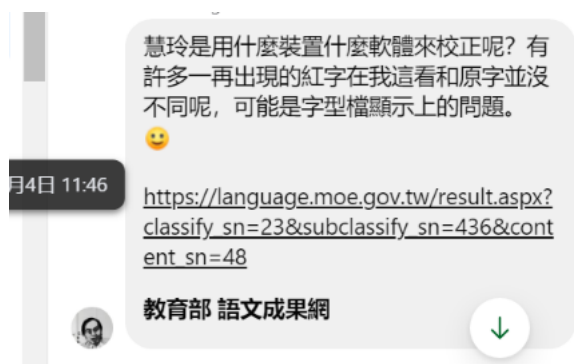 慧玲是用什麼裝置什麼軟體來校正呢？有
許多一再出現的紅字在我這看和原字並沒
不同呢，可能是字型檔顯示上的問題。
🙂
月4日 11:46
https://language.moe.gov.tw/result.aspx?
classify_sn=23&subclassify_sn=436&cont
ent_sn=48
教育部 語文成果網